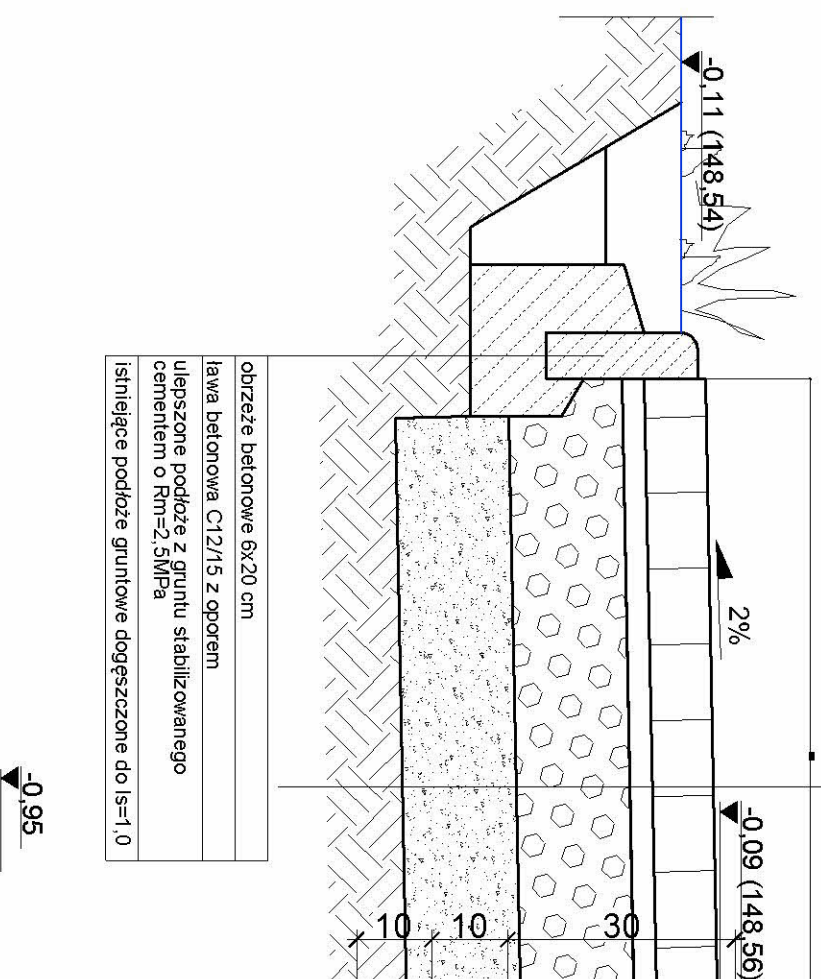 -0,11 (148,54)
2%
-0,09 (148,56)
obrzeże betonowe 6x20 cm
ława betonowa C12/15 z oporem
ulepszone podłoże z gruntu stabilizowanego
cementem o Rm=2,5MPa
istniejące podłoże gruntowe dogęszczone do Is=1,0
10
10
30
-0,95